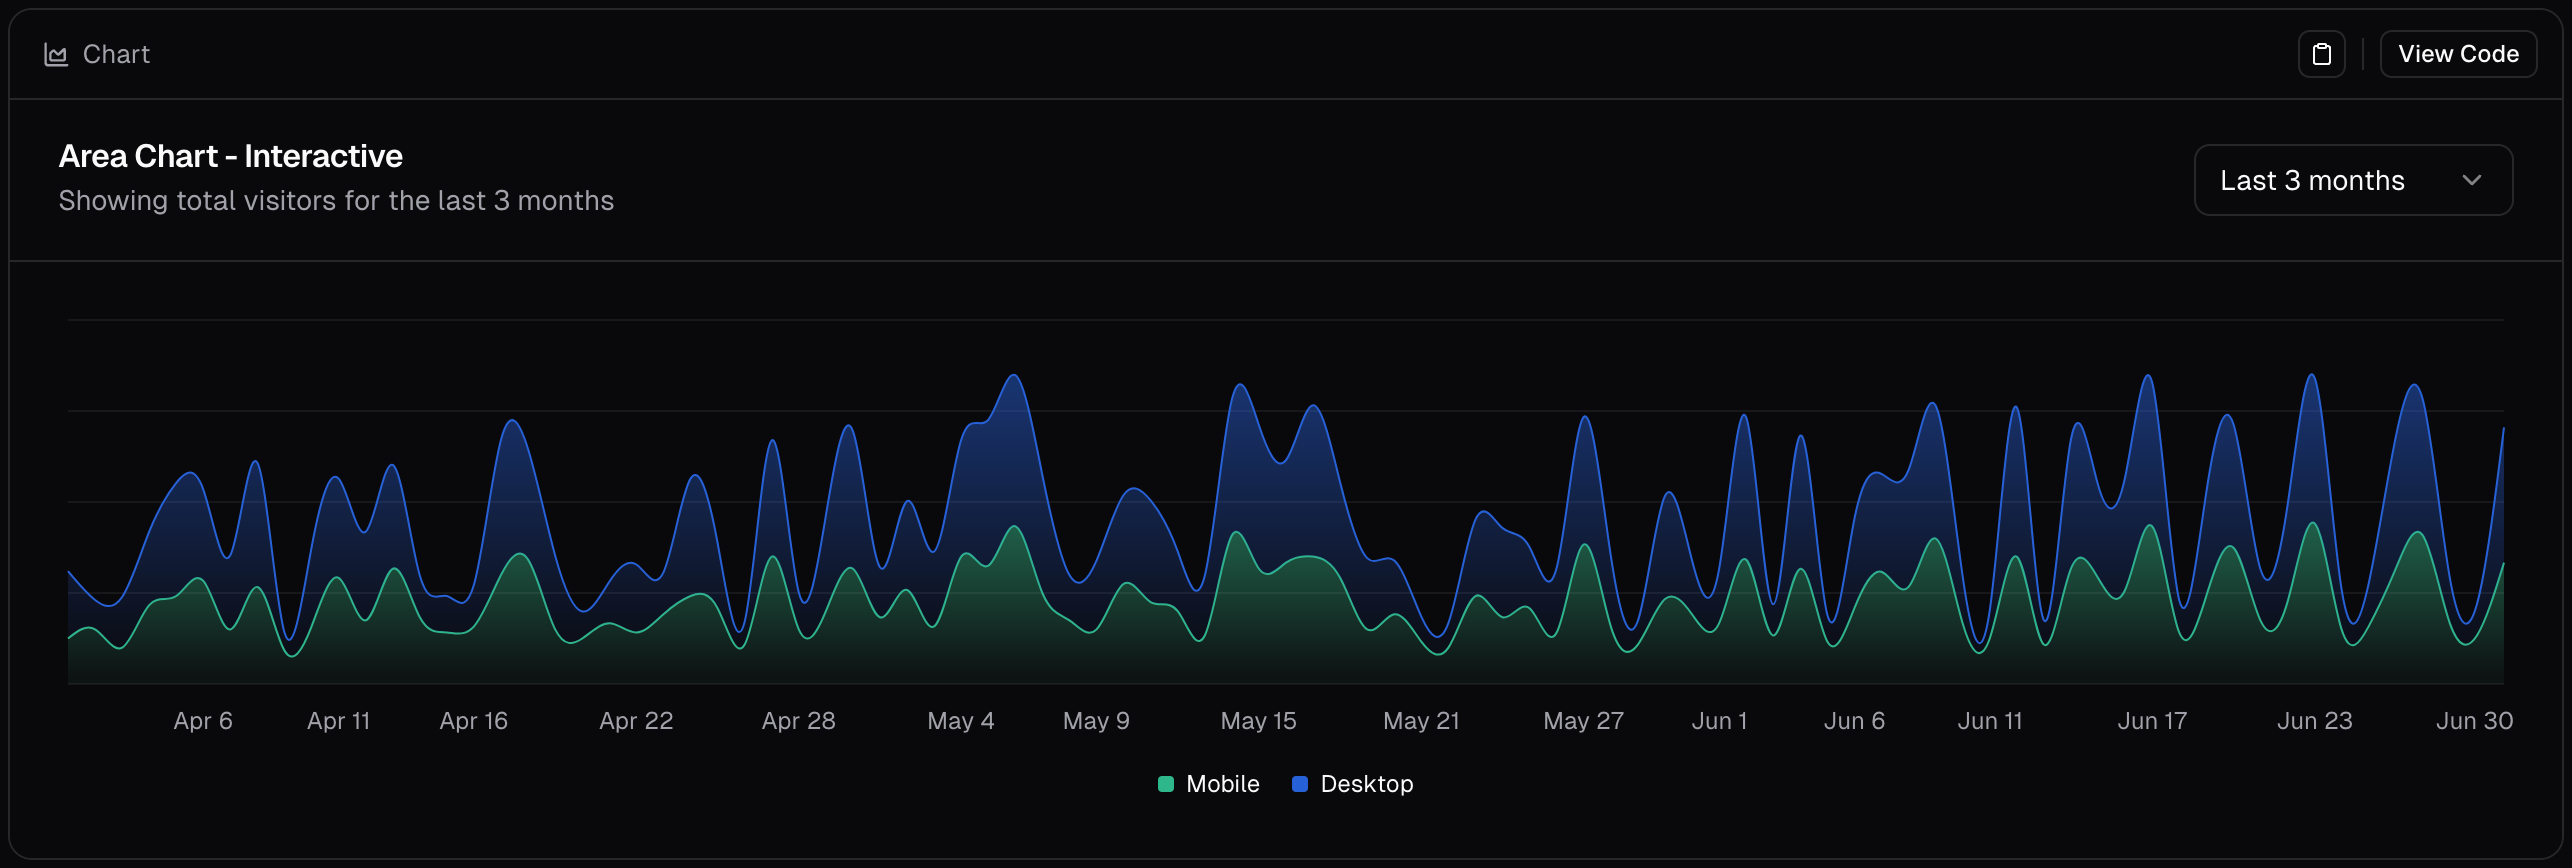 Chart
View Code
Area Chart - Interactive
Showing total visitors for the last 3 months
Last 3 months
Apr 6 Apr 11 Apr 16 Apr 22 Apr 28 May 4 May 9 May 15 May 21 May 27 Jun 1 Jun 6 Jun 11 Jun 17 Jun 23 Jun 30
Mobile Desktop